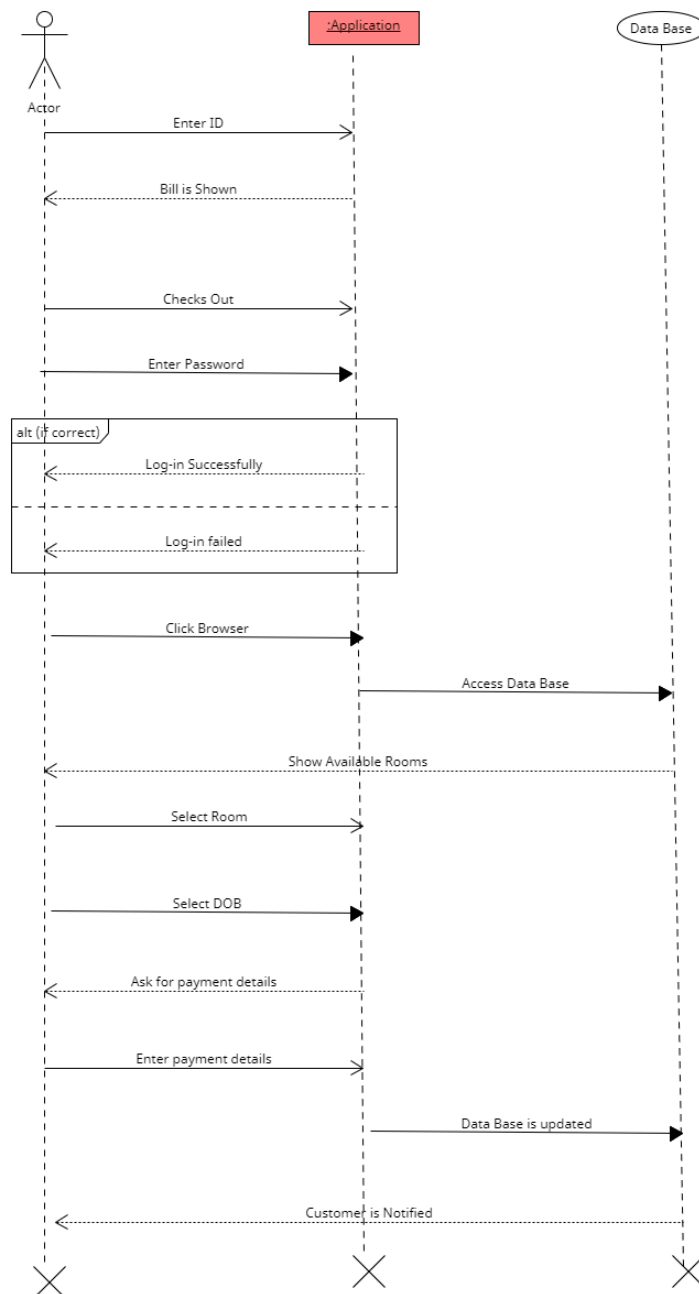 :Application
Data Base
Actor
Enter ID
Bill is Shown
Checks Out
Enter Password
alt (if correct)
Log-in Successfully
Log-in failed
Click Browser
Access Data Base
Show Available Rooms
Select Room
Select DOB
Ask for payment details
Enter payment details
Data Base is updated
Customer is Notified